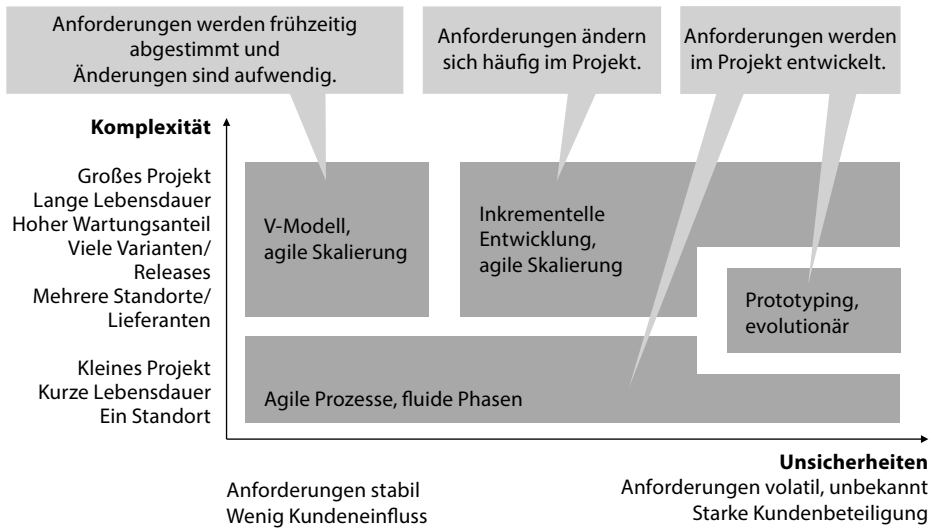 Anforderungen werden frühzeitig
abgestimmt und
Änderungen sind aufwendig.
Anforderungen ändern
sich häufig im Projekt.
Anforderungen werden
im Projekt entwickelt.
Komplexität
Großes Projekt
Lange Lebensdauer
Hoher Wartungsanteil
Viele Varianten/
Releases
Mehrere Standorte/
Lieferanten
Kleines Projekt
Kurze Lebensdauer
Ein Standort
V-Modell,
agile Skalierung
Inkrementelle
Entwicklung,
agile Skalierung
Prototyping,
evolutionär
Agile Prozesse, fluide Phasen
Unsicherheiten
Anforderungen stabil
Wenig Kundeneinfluss
Anforderungen volatil, unbekannt
Starke Kundenbeteiligung